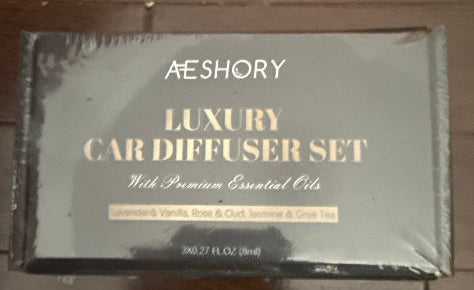 AESHORY
LUXURY
CAR DIFFUSER SET
With Premium Essential Oils
Lavender& Vanilla, Rose & Oud, Jasmine & Gree Tea
3X0.27 FL.OZ (8ml)